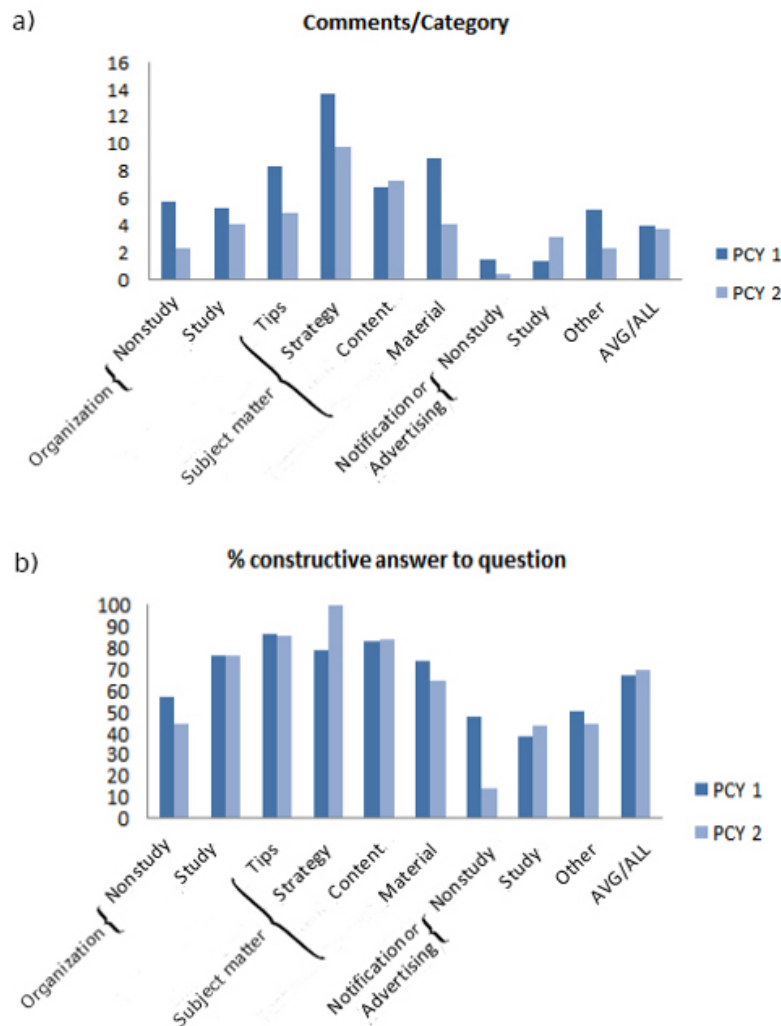 a)
Comments/Category
16
14
12
10
8
6
4
2
0
PCY 1
PCY 2
Nonstudy
Study
Tips
Strategy
Content
Material
Nonstudy
Study
Other
AVG/ALL
Organization
Subject matter
Notification or
Advertising
b)
% constructive answer to question
100
90
80
70
60
50
40
30
20
10
0
PCY 1
PCY 2
Nonstudy
Study
Tips
Strategy
Content
Material
Nonstudy
Study
Other
AVG/ALL
Organization
Subject matter
Notification or
Advertising